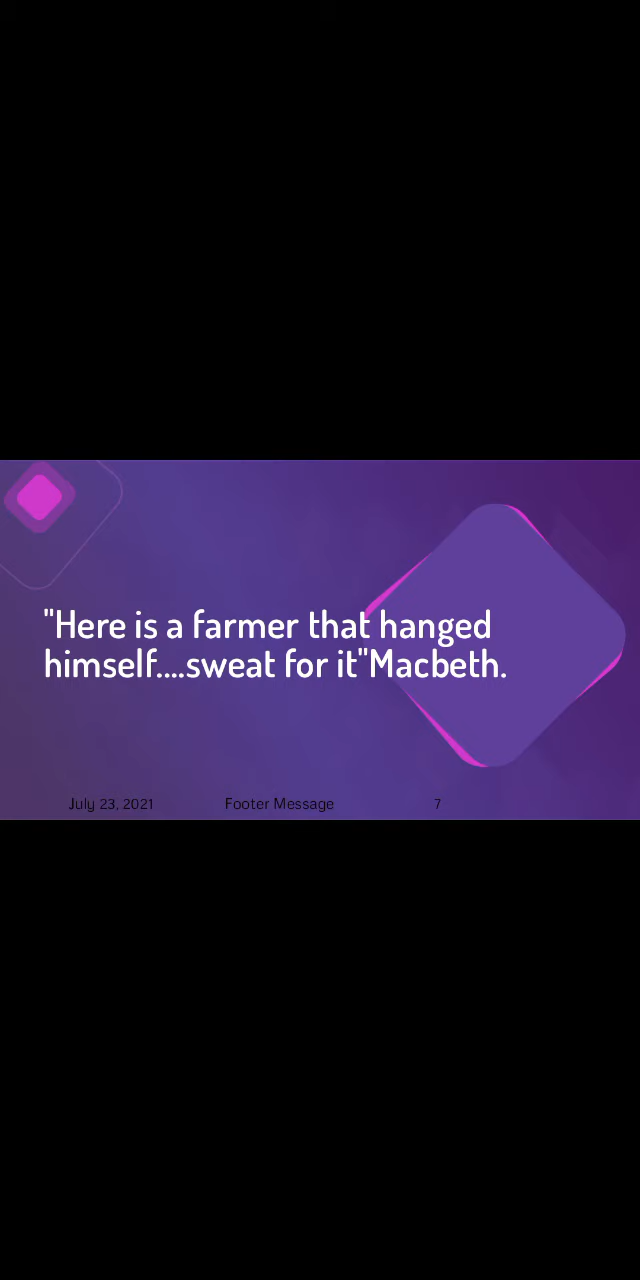 "Here is a farmer that hanged
himself....sweat for it"Macbeth.
July 23, 2021 Footer Message 7